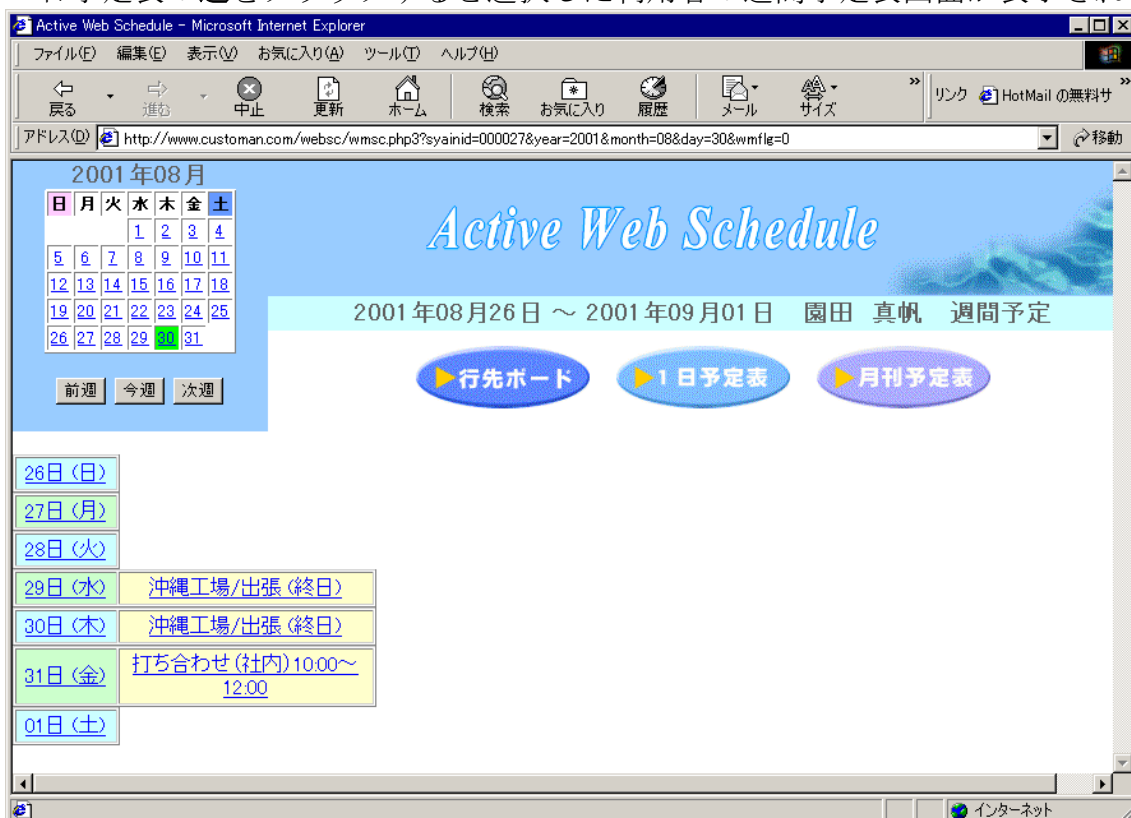 Active Web Schedule - Microsoft Internet Explorer
ファイル(F) 編集(E) 表示(V) お気に入り(A) ツール(T) ヘルプ(H)
戻る 進む 中止 更新 ホーム 検索 お気に入り 履歴 メール サイズ » リンク HotMail の無料サ »
アドレス(D) http://www.customan.com/websc/wmsc.php3?syainid=000027&year=2001&month=08&day=30&wmflg=0 移動
2001年08月
日 月 火 水 木 金 土
1 2 3 4
5 6 7 8 9 10 11
12 13 14 15 16 17 18
19 20 21 22 23 24 25
26 27 28 29 30 31
前週 今週 次週
Active Web Schedule
2001年08月26日 ～ 2001年09月01日 園田 真帆 週間予定
行先ボード 1日予定表 月刊予定表
26日(日)
27日(月)
28日(火)
29日(水) 沖縄工場/出張(終日)
30日(木) 沖縄工場/出張(終日)
31日(金) 打ち合わせ(社内)10:00～
12:00
01日(土)
インターネット